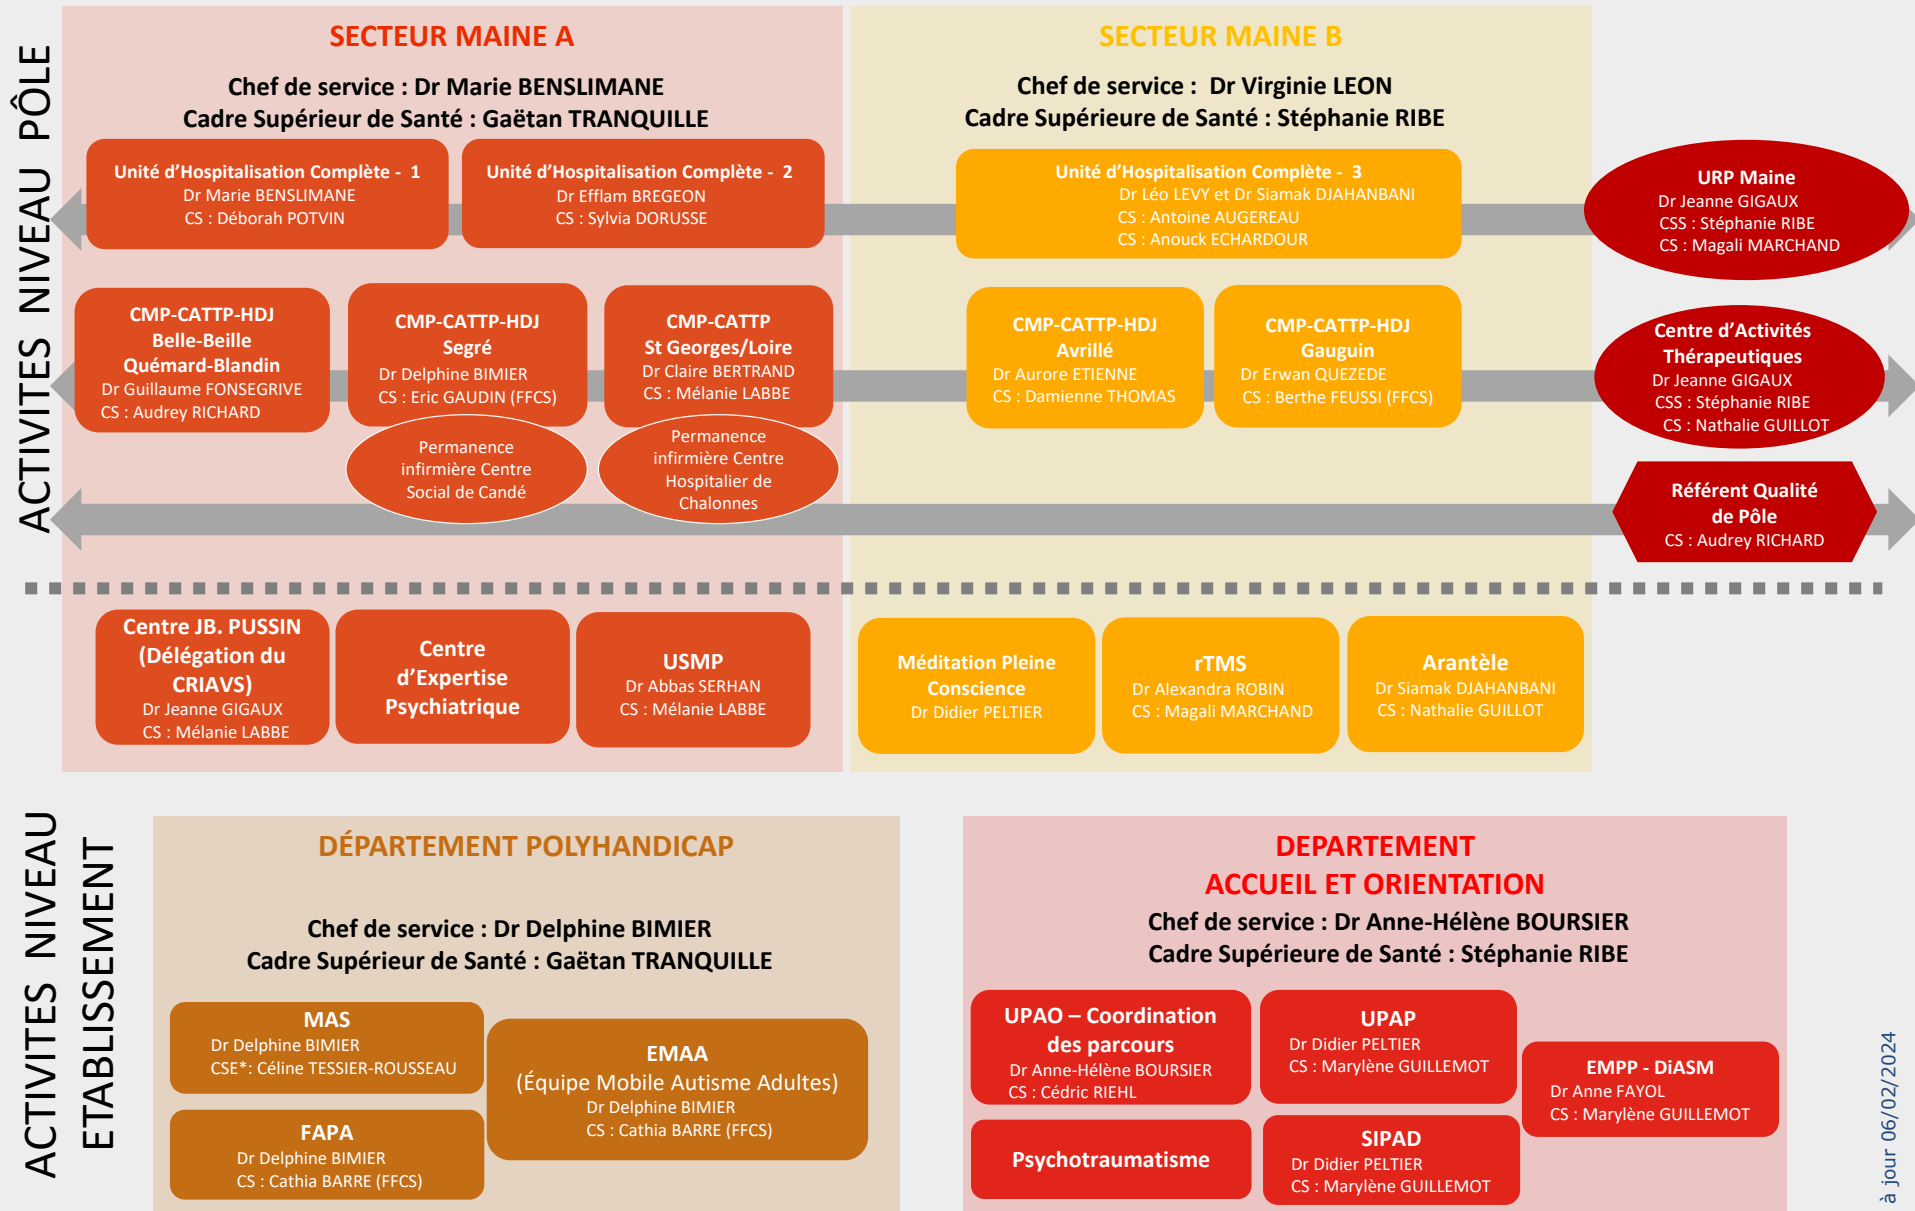 ACTIVITES NIVEAU PÔLE
SECTEUR MAINE A
Chef de service : Dr Marie BENSLIMANE
Cadre Supérieur de Santé : Gaëtan TRANQUILLE
SECTEUR MAINE B
Chef de service : Dr Virginie LEON
Cadre Supérieure de Santé : Stéphanie RIBE
Unité d'Hospitalisation Complète - 1
Dr Marie BENSLIMANE
CS : Déborah POTVIN
Unité d'Hospitalisation Complète - 2
Dr Efflam BREGEON
CS : Sylvia DORUSSE
Unité d'Hospitalisation Complète - 3
Dr Léo LEVY et Dr Siamak DJAHANBANI
CS : Antoine AUGEREAU
CS : Anouck ECHARDOUR
URP Maine
Dr Jeanne GIGAUX
CSS : Stéphanie RIBE
CS : Magali MARCHAND
CMP-CATTP-HDJ
Belle-Beille
Quémard-Blandin
Dr Guillaume FONSEGRIVE
CS : Audrey RICHARD
CMP-CATTP-HDJ
Segré
Dr Delphine BIMIER
CS : Eric GAUDIN (FFCS)
CMP-CATTP
St Georges/Loire
Dr Claire BERTRAND
CS : Mélanie LABBE
CMP-CATTP-HDJ
Avrillé
Dr Aurore ETIENNE
CS : Damienne THOMAS
CMP-CATTP-HDJ
Gauguin
Dr Erwan QUEZEDE
CS : Berthe FEUSSI (FFCS)
Centre d'Activités
Thérapeutiques
Dr Jeanne GIGAUX
CSS : Stéphanie RIBE
CS : Nathalie GUILLOT
Permanence
infirmière Centre
Social de Candé
Permanence
infirmière Centre
Hospitalier de
Chalonnes
Référent Qualité
de Pôle
CS : Audrey RICHARD
Centre JB. PUSSIN
(Délégation du
CRIAVS)
Dr Jeanne GIGAUX
CS : Mélanie LABBE
Centre
d'Expertise
Psychiatrique
USMP
Dr Abbas SERHAN
CS : Mélanie LABBE
Méditation Pleine
Conscience
Dr Didier PELTIER
rTMS
Dr Alexandra ROBIN
CS : Magali MARCHAND
Arantèle
Dr Siamak DJAHANBANI
CS : Nathalie GUILLOT
ACTIVITES NIVEAU
ETABLISSEMENT
DÉPARTEMENT POLYHANDICAP
Chef de service : Dr Delphine BIMIER
Cadre Supérieur de Santé : Gaëtan TRANQUILLE
MAS
Dr Delphine BIMIER
CSE*: Céline TESSIER-ROUSSEAU
FAPA
Dr Delphine BIMIER
CS : Cathia BARRE (FFCS)
EMAA
(Équipe Mobile Autisme Adultes)
Dr Delphine BIMIER
CS : Cathia BARRE (FFCS)
DEPARTEMENT
ACCUEIL ET ORIENTATION
Chef de service : Dr Anne-Hélène BOURSIER
Cadre Supérieure de Santé : Stéphanie RIBE
UPAO – Coordination
des parcours
Dr Anne-Hélène BOURSIER
CS : Cédric RIEHL
UPAP
Dr Didier PELTIER
CS : Marylène GUILLEMOT
EMPP - DiASM
Dr Anne FAYOL
CS : Marylène GUILLEMOT
Psychotraumatisme
SIPAD
Dr Didier PELTIER
CS : Marylène GUILLEMOT
à jour 06/02/2024